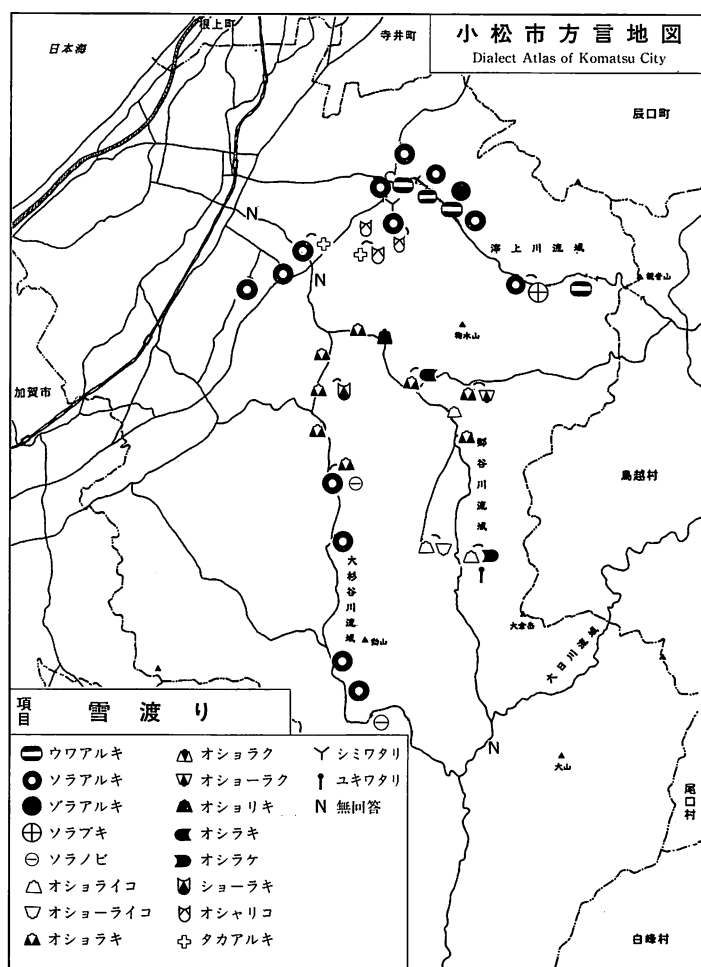 小松市方言地図
Dialect Atlas of Komatsu City
日本海
根上町
寺井町
辰口町
N
滓上川流域
観音山
N
加賀市
郷谷川流域
鳥越村
大杉谷川流域
動山
大倉岳
大日川流域
N
大山
尾口村
白峰村
項目
雪渡り
ウワアルキ
ソラアルキ
ゾラアルキ
ソラブキ
ソラノビ
オショライコ
オショーライコ
オショラキ
オショラク
オショーラク
オショリキ
オシラキ
オシラケ
ショーラキ
オシャリコ
タカアルキ
シミワタリ
ユキワタリ
N 無回答